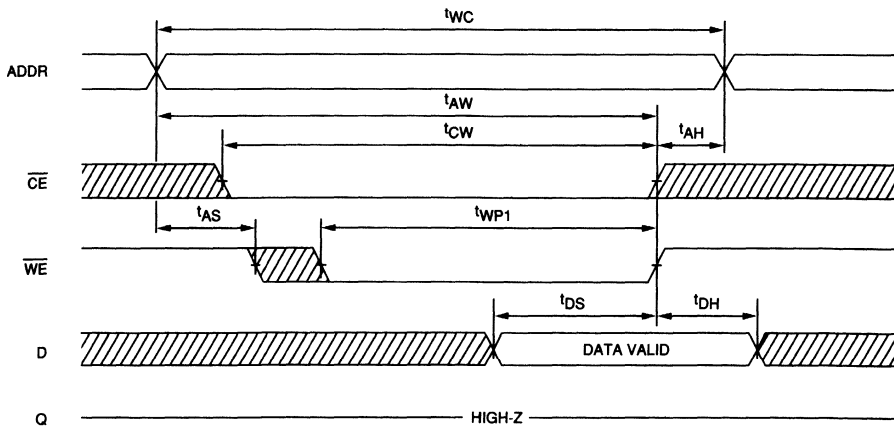 tWC
ADDR
tAW
tCW
tAH
CE
tAS
tWP1
WE
tDS
tDH
D
DATA VALID
Q
HIGH-Z